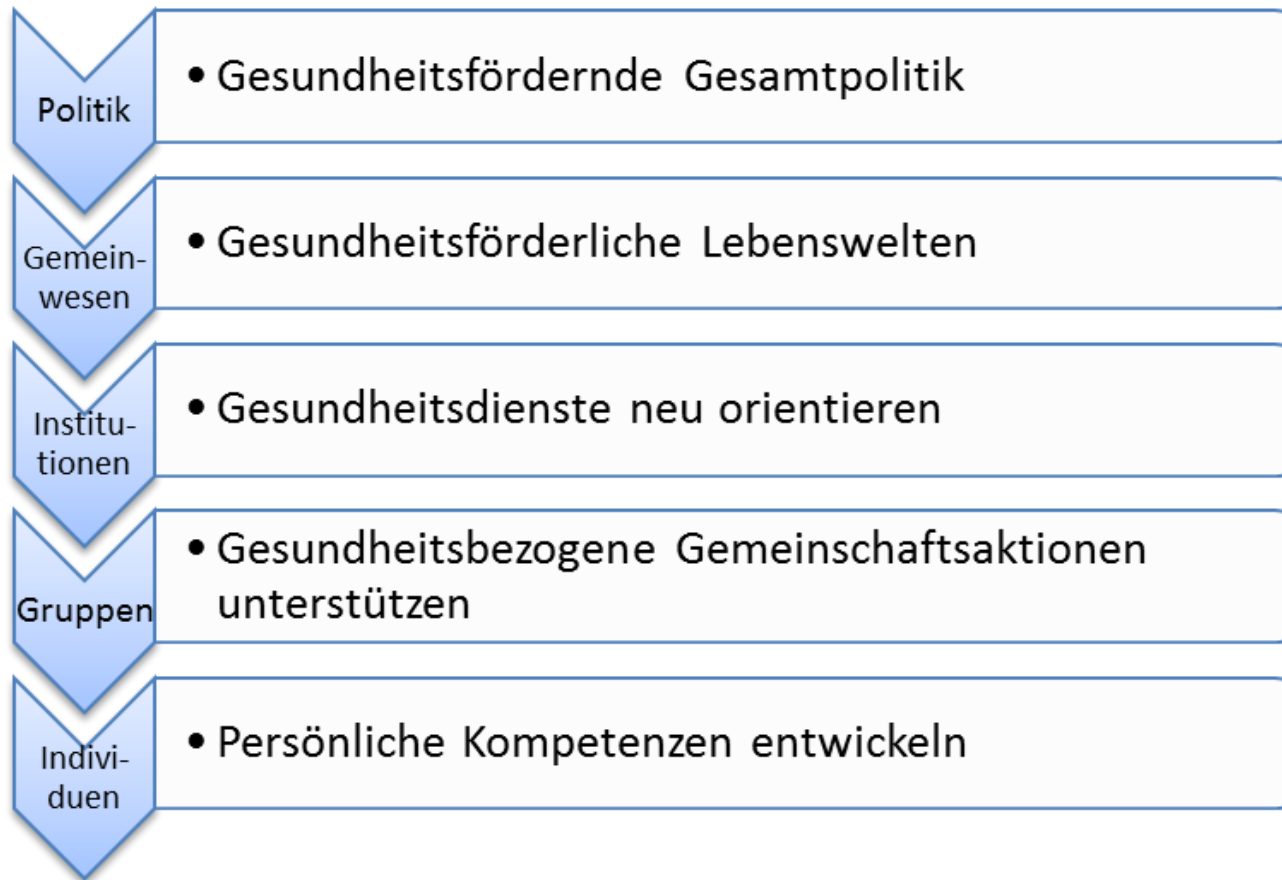 Politik
• Gesundheitsfördernde Gesamtpolitik
Gemein-
wesen
• Gesundheitsförderliche Lebenswelten
Institu-
tionen
• Gesundheitsdienste neu orientieren
Gruppen
• Gesundheitsbezogene Gemeinschaftsaktionen
unterstützen
Indivi-
duen
• Persönliche Kompetenzen entwickeln